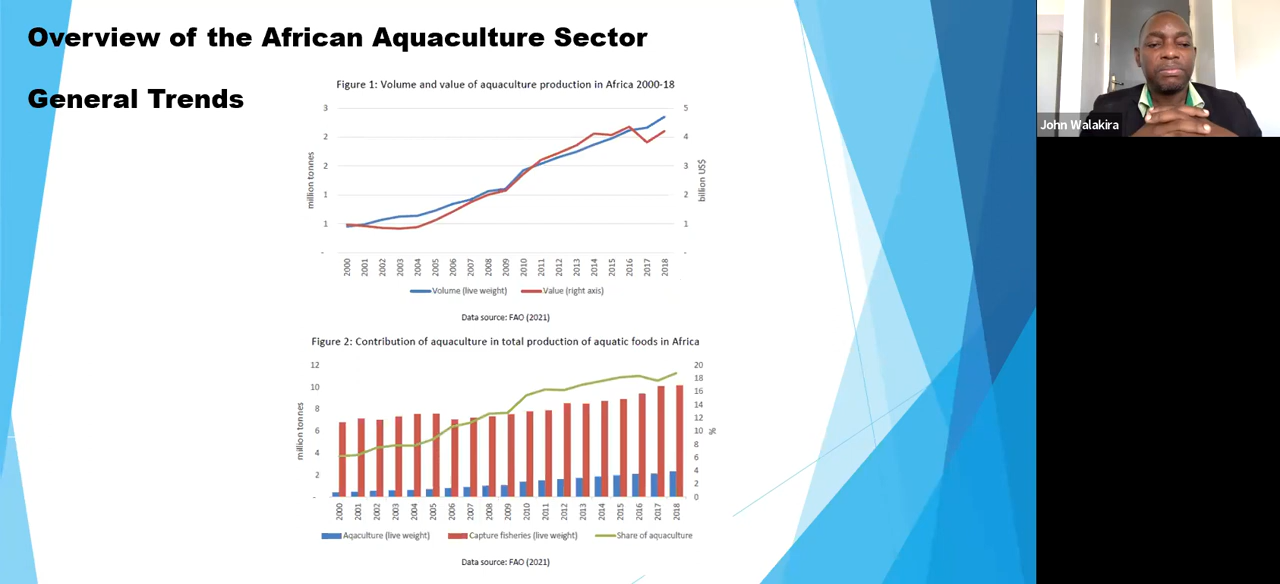 Overview of the African Aquaculture Sector
General Trends
John Walakira
Figure 1: Volume and value of aquaculture production in Africa 2000-18
3
2
2
1
1
-
million tonnes
5
4
3
2
1
-
billion US$
2000 2001 2002 2003 2004 2005 2006 2007 2008 2009 2010 2011 2012 2013 2014 2015 2016 2017 2018
Volume (live weight) Value (right axis)
Data source: FAO (2021)
Figure 2: Contribution of aquaculture in total production of aquatic foods in Africa
12
10
8
6
4
2
-
million tonnes
20
18
16
14
12
10
8
6
4
2
0
%
2000 2001 2002 2003 2004 2005 2006 2007 2008 2009 2010 2011 2012 2013 2014 2015 2016 2017 2018
Aqaculture (live weight) Capture fisheries (live weight) Share of aquaculture
Data source: FAO (2021)